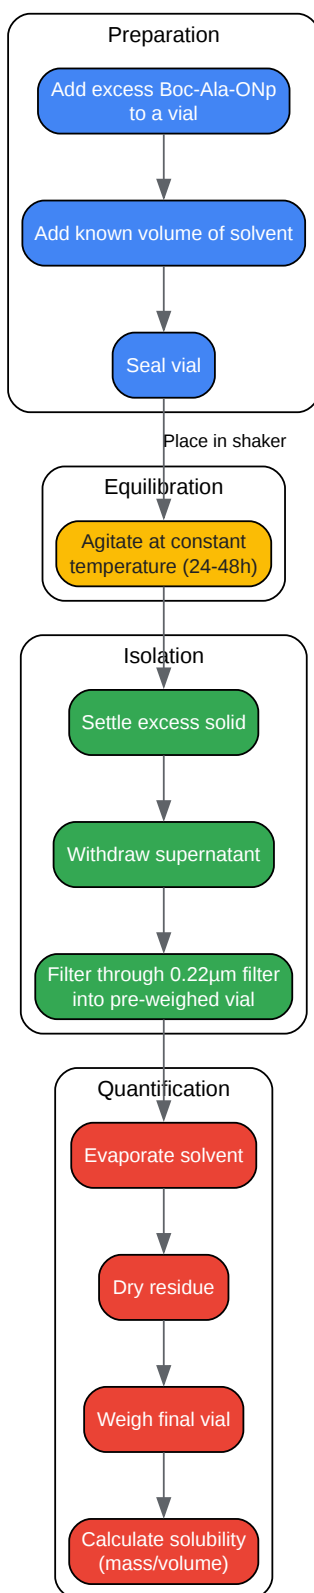 Preparation
Add excess Boc-Ala-ONp
to a vial
Add known volume of solvent
Seal vial
Place in shaker
Equilibration
Agitate at constant
temperature (24-48h)
Isolation
Settle excess solid
Withdraw supernatant
Filter through 0.22µm filter
into pre-weighed vial
Quantification
Evaporate solvent
Dry residue
Weigh final vial
Calculate solubility
(mass/volume)